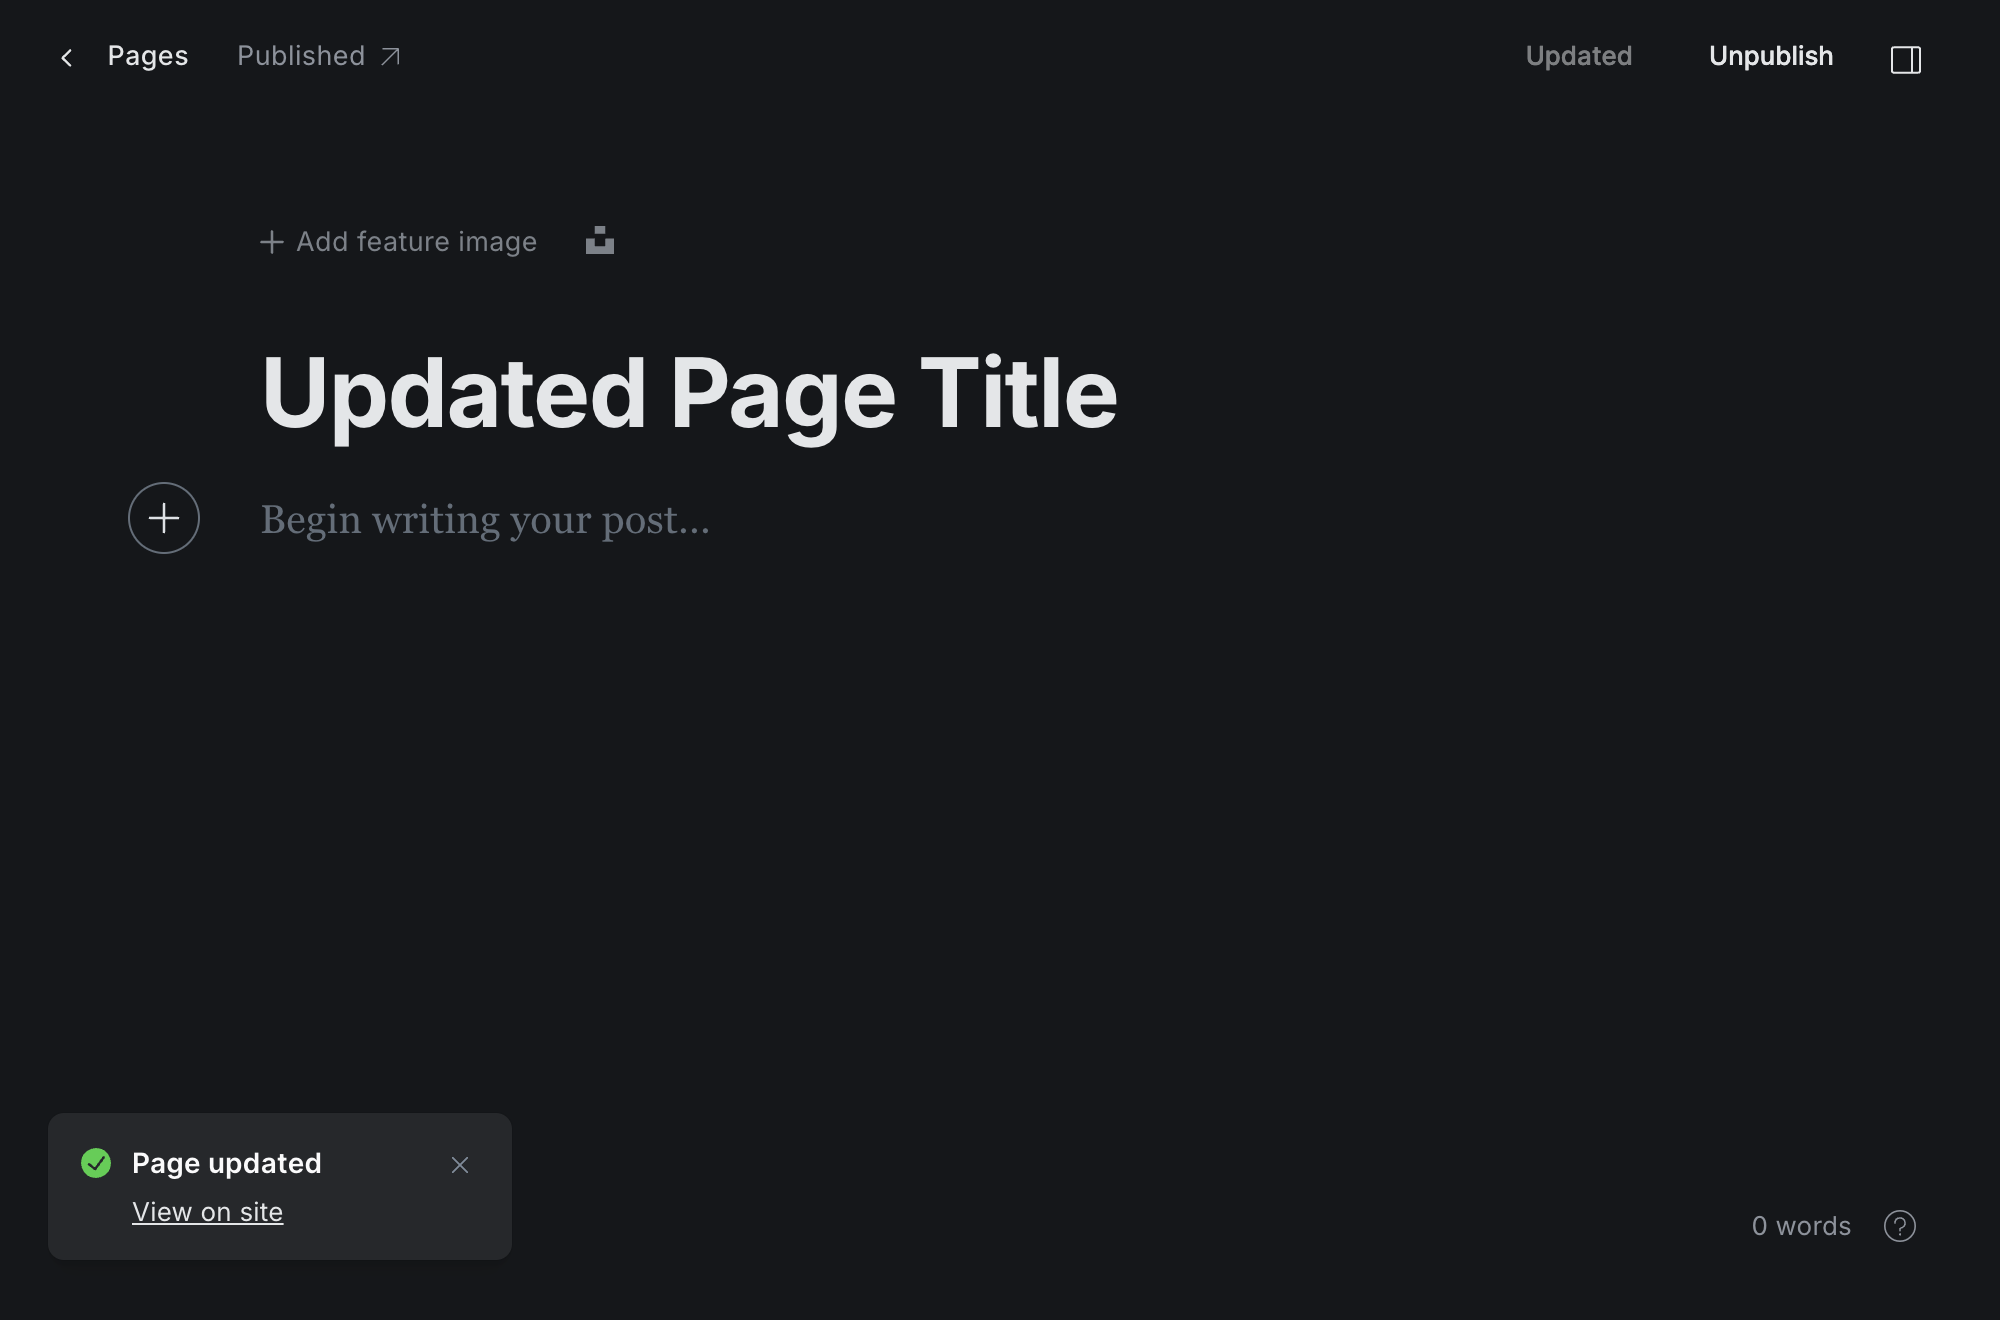 Pages
Published
Updated
Unpublish
Add feature image
Updated Page Title
Begin writing your post...
Page updated
View on site
0 words
?